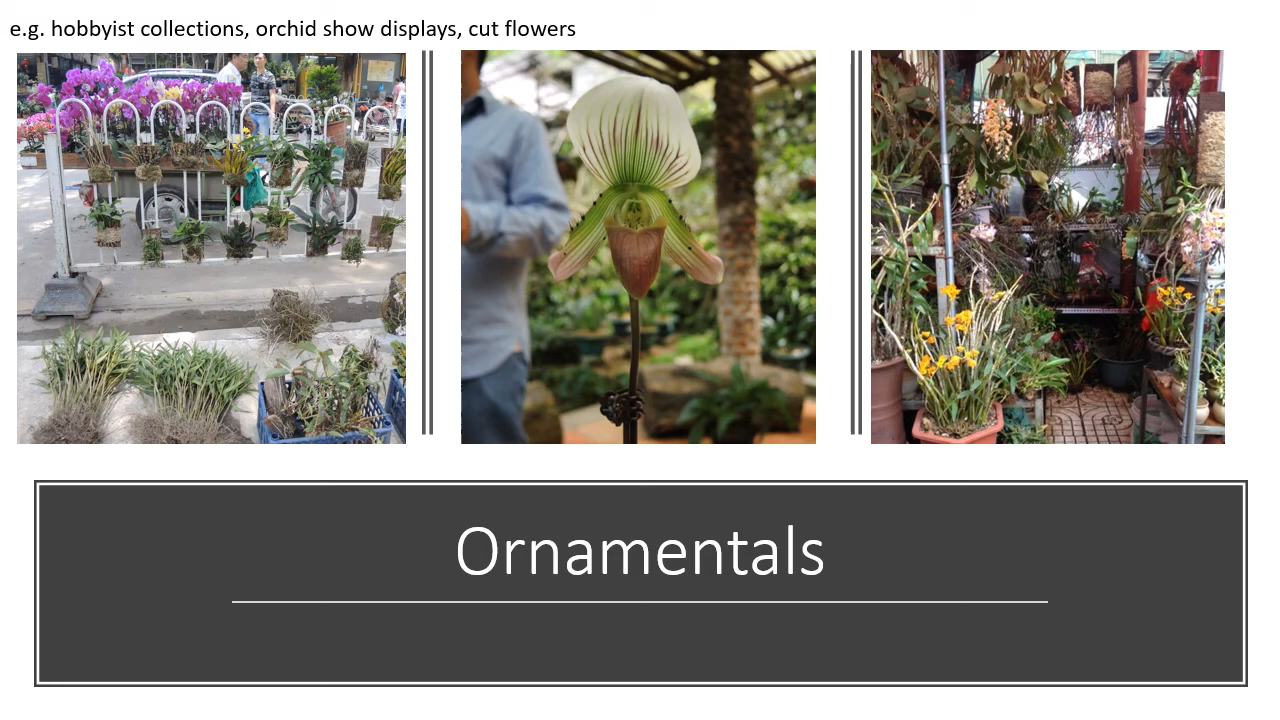 e.g. hobbyist collections, orchid show displays, cut flowers
Ornamentals